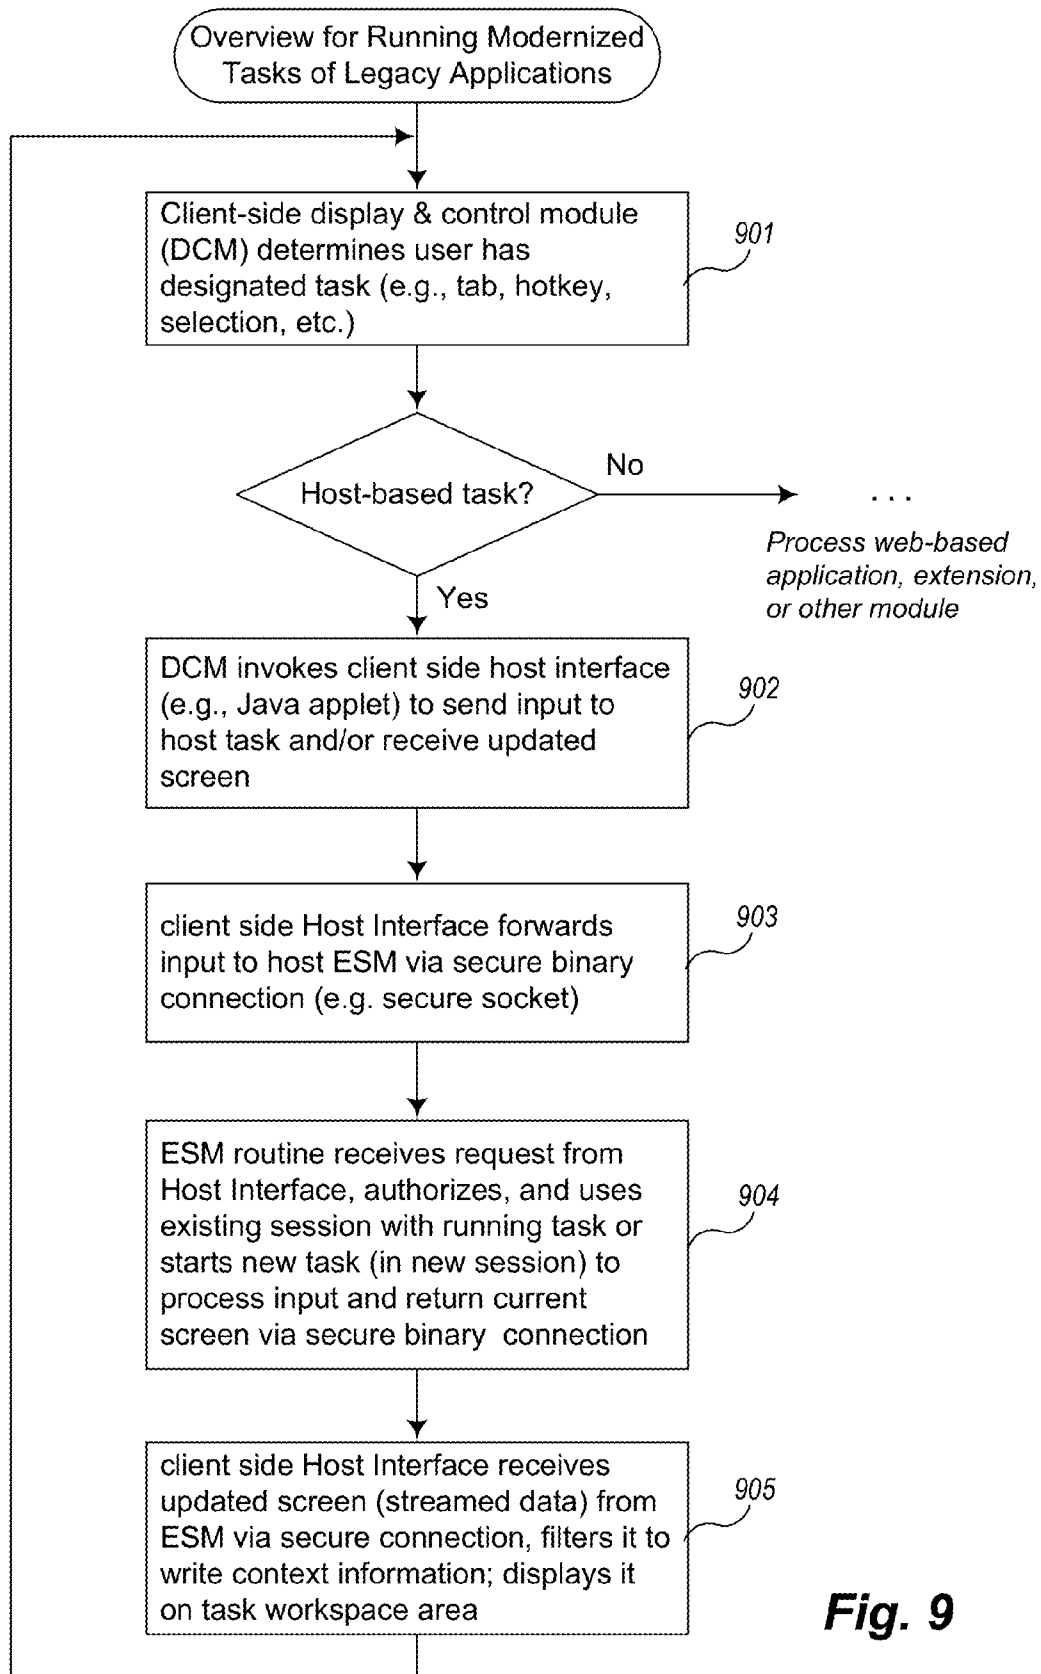 Overview for Running Modernized
Tasks of Legacy Applications
Client-side display & control module
(DCM) determines user has
designated task (e.g., tab, hotkey,
selection, etc.)
901
Host-based task?
No
. . .
Process web-based
application, extension,
or other module
Yes
DCM invokes client side host interface
(e.g., Java applet) to send input to
host task and/or receive updated
screen
902
client side Host Interface forwards
input to host ESM via secure binary
connection (e.g. secure socket)
903
ESM routine receives request from
Host Interface, authorizes, and uses
existing session with running task or
starts new task (in new session) to
process input and return current
screen via secure binary connection
904
client side Host Interface receives
updated screen (streamed data) from
ESM via secure connection, filters it to
write context information; displays it
on task workspace area
905
Fig. 9